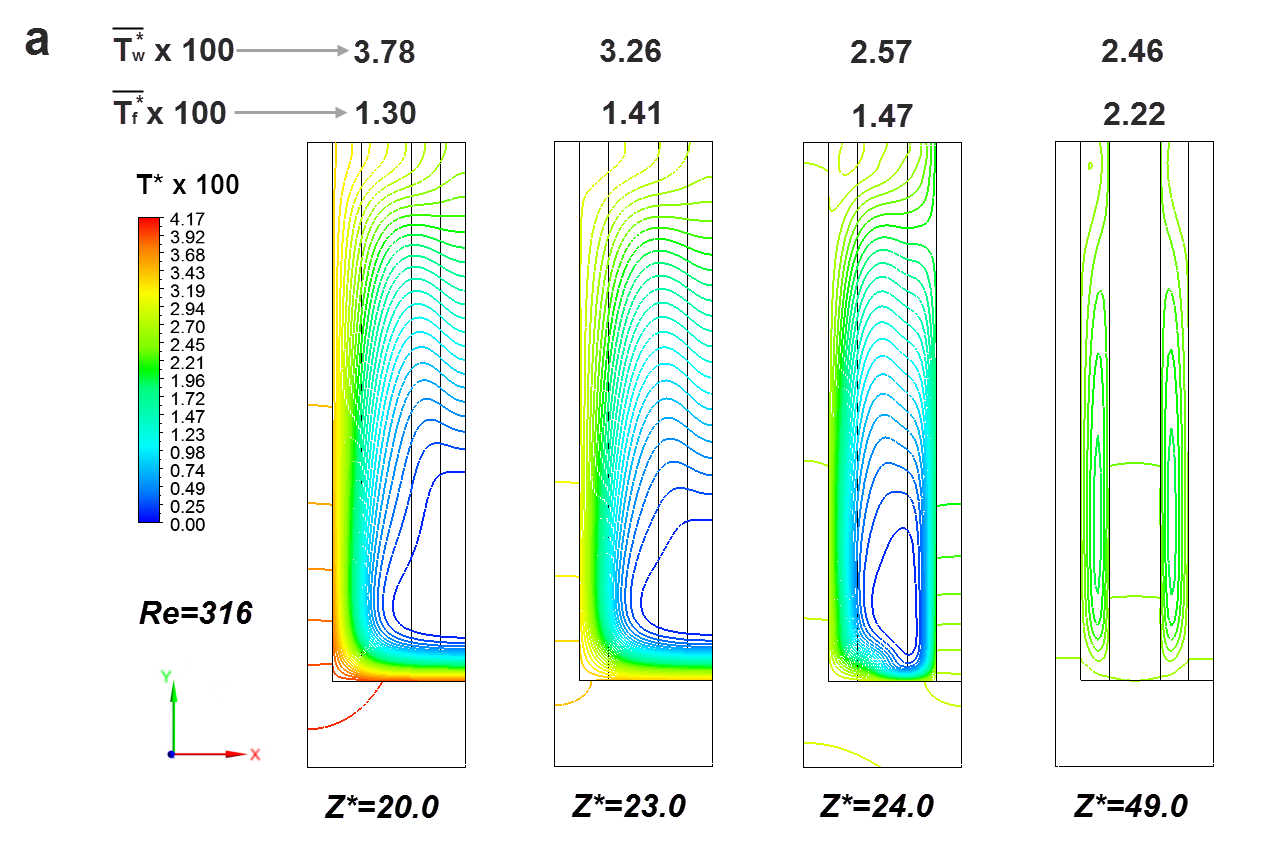 a
T*w x 100 3.78 3.26 2.57 2.46
T*f x 100 1.30 1.41 1.47 2.22
T* x 100
4.17
3.92
3.68
3.43
3.19
2.94
2.70
2.45
2.21
1.96
1.72
1.47
1.23
0.98
0.74
0.49
0.25
0.00
Re=316
Y
X
Z*=20.0 Z*=23.0 Z*=24.0 Z*=49.0